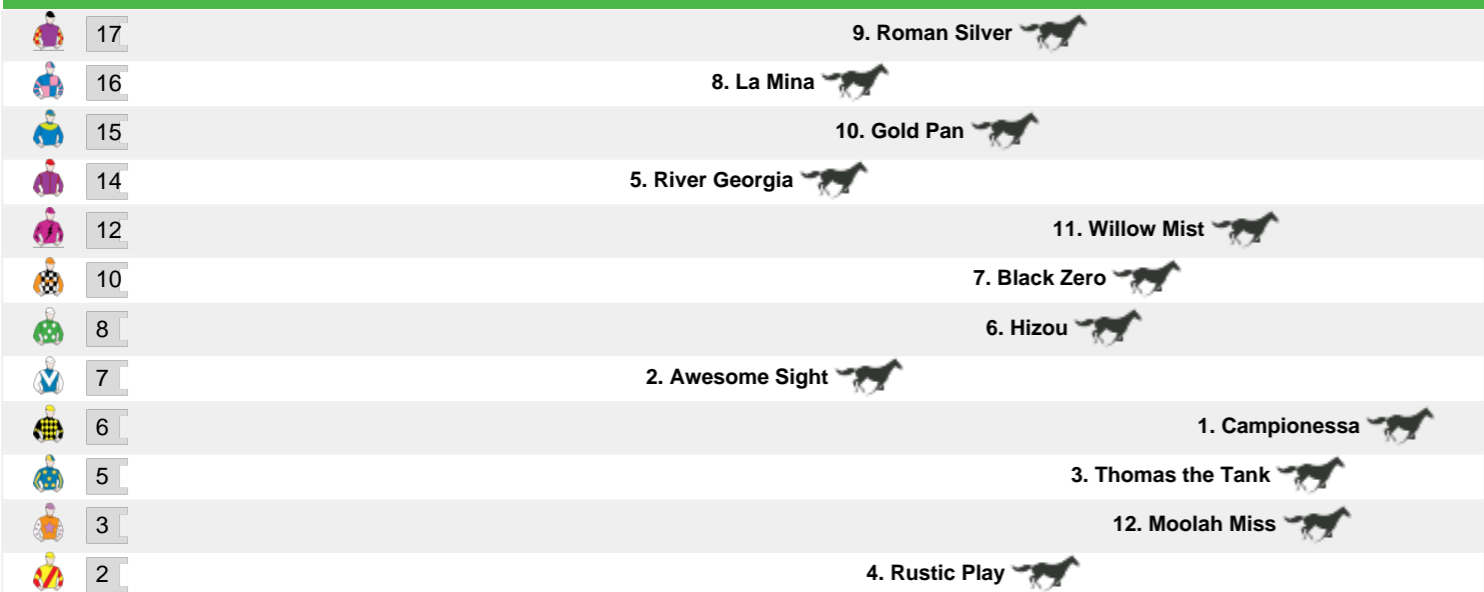 17 9. Roman Silver
16 8. La Mina
15 10. Gold Pan
14 5. River Georgia
12 11. Willow Mist
10 7. Black Zero
8 6. Hizou
7 2. Awesome Sight
6 1. Campionessa
5 3. Thomas the Tank
3 12. Moolah Miss
2 4. Rustic Play